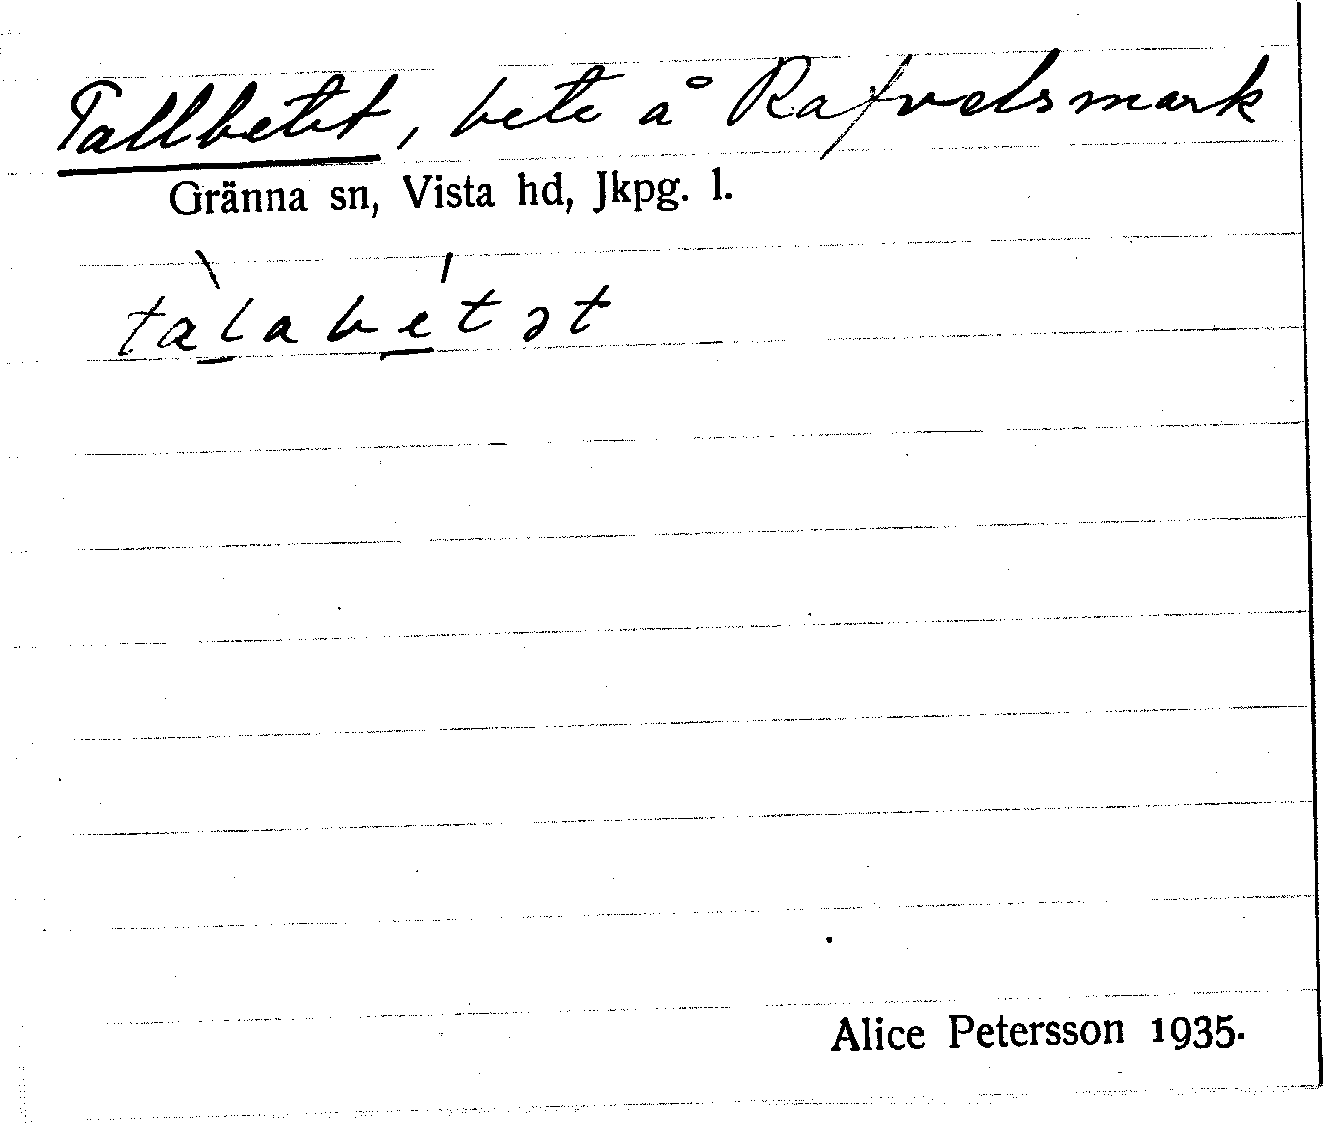 Tallbetet, bete å Rafvelsmark
Gränna sn, Vista hd, Jkpg. l.
tàlabétət
Alice Petersson 1935.